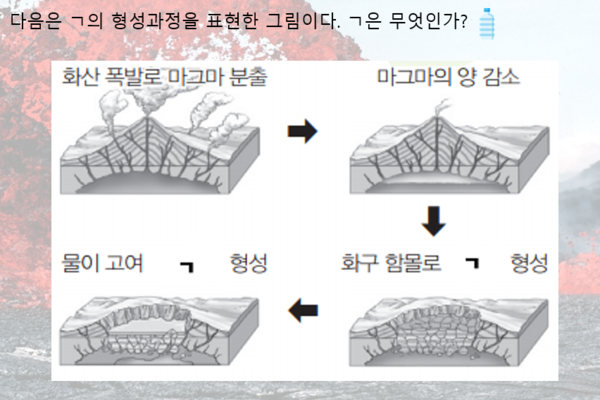 다음은 ㄱ의 형성과정을 표현한 그림이다. ㄱ은 무엇인가?
화산 폭발로 마그마 분출
마그마의 양 감소
물이 고여 ㄱ 형성
화구 함몰로 ㄱ 형성